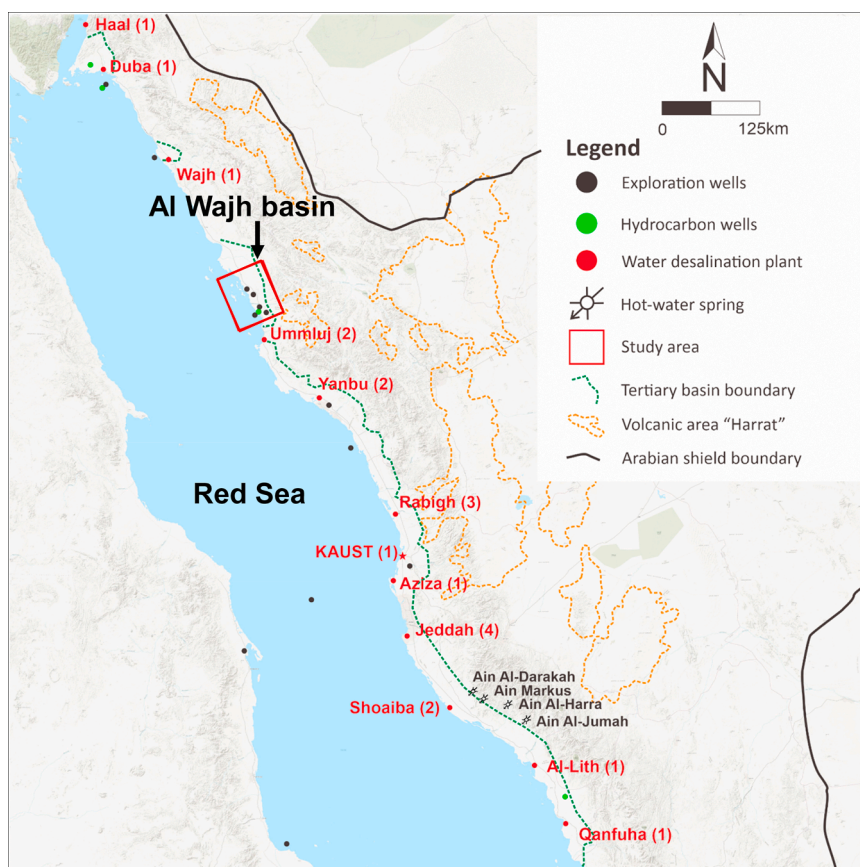 Haal (1)
Duba (1)
Wajh (1)
Al Wajh basin
Ummluj (2)
Yanbu (2)
Red Sea
Rabigh (3)
KAUST (1)
Aziza (1)
Jeddah (4)
Ain Al-Darakah
Ain Markus
Ain Al-Harra
Ain Al-Jumah
Shoaiba (2)
Al-Lith (1)
Qanfuha (1)
N
0 125km
Legend
Exploration wells
Hydrocarbon wells
Water desalination plant
Hot-water spring
Study area
Tertiary basin boundary
Volcanic area “Harrat”
Arabian shield boundary